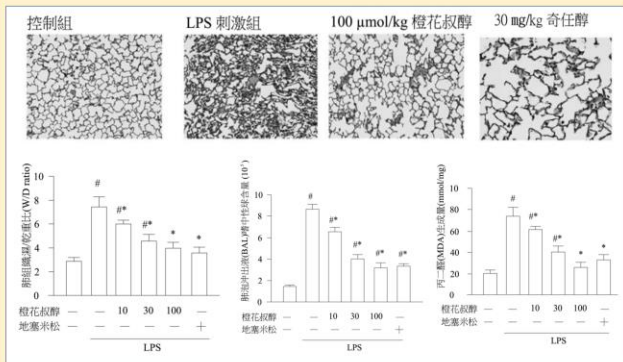 控制組
LPS 刺激組
100 μmol/kg 橙花叔醇
30 mg/kg 奇任醇
肺組織濕/乾重比(W/D ratio)
8
6
4
2
0
#
#*
#*
*
*
橙花叔醇 — — 10 30 100 —
地塞米松 — — — — — +
LPS
肺泡沖出液(BAL)嗜中性球含量 (10⁵)
10
8
6
4
2
0
#
#*
#*
#*
#*
橙花叔醇 — — 10 30 100 —
地塞米松 — — — — — +
LPS
丙二醛(MDA)生成量(mmol/mg)
100
80
60
40
20
0
#
#*
#*
*
*
橙花叔醇 — — 10 30 100 —
地塞米松 — — — — — +
LPS